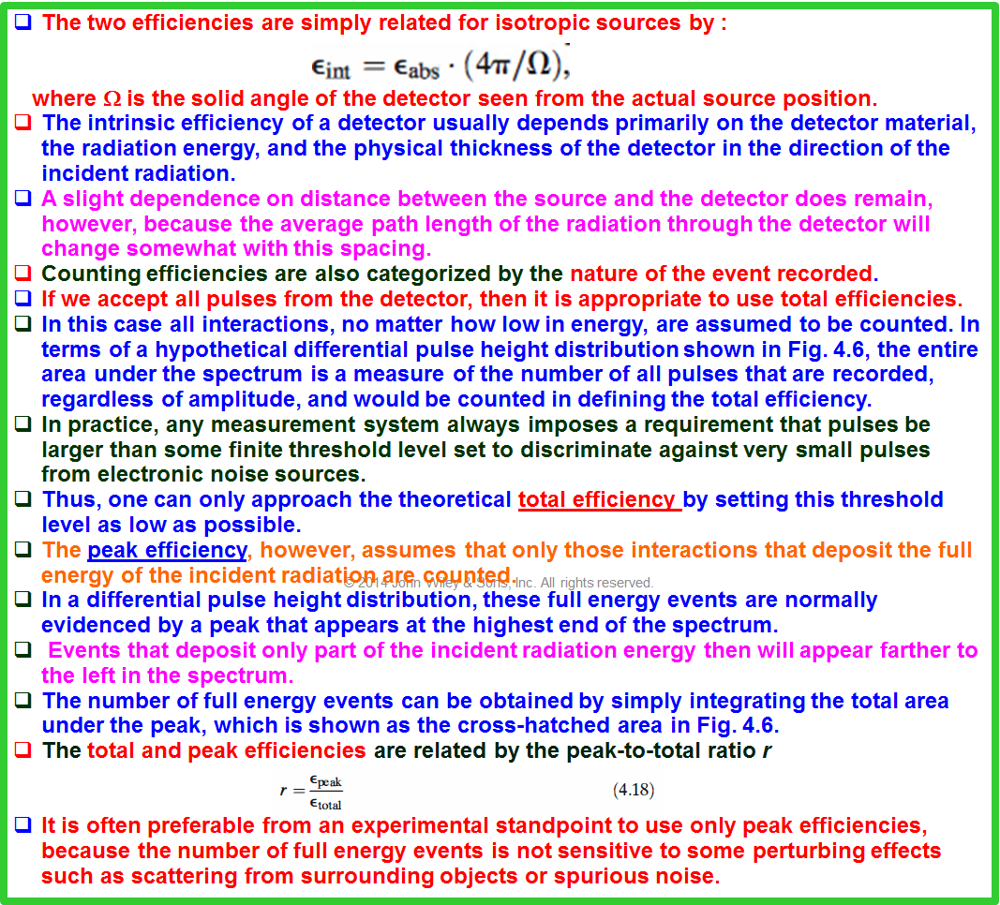 ❑ The two efficiencies are simply related for isotropic sources by :
ϵint = ϵabs · (4π/Ω),
where Ω is the solid angle of the detector seen from the actual source position.
❑ The intrinsic efficiency of a detector usually depends primarily on the detector material,
the radiation energy, and the physical thickness of the detector in the direction of the
incident radiation.
❑ A slight dependence on distance between the source and the detector does remain,
however, because the average path length of the radiation through the detector will
change somewhat with this spacing.
❑ Counting efficiencies are also categorized by the nature of the event recorded.
❑ If we accept all pulses from the detector, then it is appropriate to use total efficiencies.
❑ In this case all interactions, no matter how low in energy, are assumed to be counted. In
terms of a hypothetical differential pulse height distribution shown in Fig. 4.6, the entire
area under the spectrum is a measure of the number of all pulses that are recorded,
regardless of amplitude, and would be counted in defining the total efficiency.
❑ In practice, any measurement system always imposes a requirement that pulses be
larger than some finite threshold level set to discriminate against very small pulses
from electronic noise sources.
❑ Thus, one can only approach the theoretical total efficiency by setting this threshold
level as low as possible.
❑ The peak efficiency, however, assumes that only those interactions that deposit the full
energy of the incident radiation are counted.
© 2014 John Wiley & Sons, Inc. All rights reserved.
❑ In a differential pulse height distribution, these full energy events are normally
evidenced by a peak that appears at the highest end of the spectrum.
❑ Events that deposit only part of the incident radiation energy then will appear farther to
the left in the spectrum.
❑ The number of full energy events can be obtained by simply integrating the total area
under the peak, which is shown as the cross-hatched area in Fig. 4.6.
❑ The total and peak efficiencies are related by the peak-to-total ratio r
r = ϵpeak / ϵtotal (4.18)
❑ It is often preferable from an experimental standpoint to use only peak efficiencies,
because the number of full energy events is not sensitive to some perturbing effects
such as scattering from surrounding objects or spurious noise.